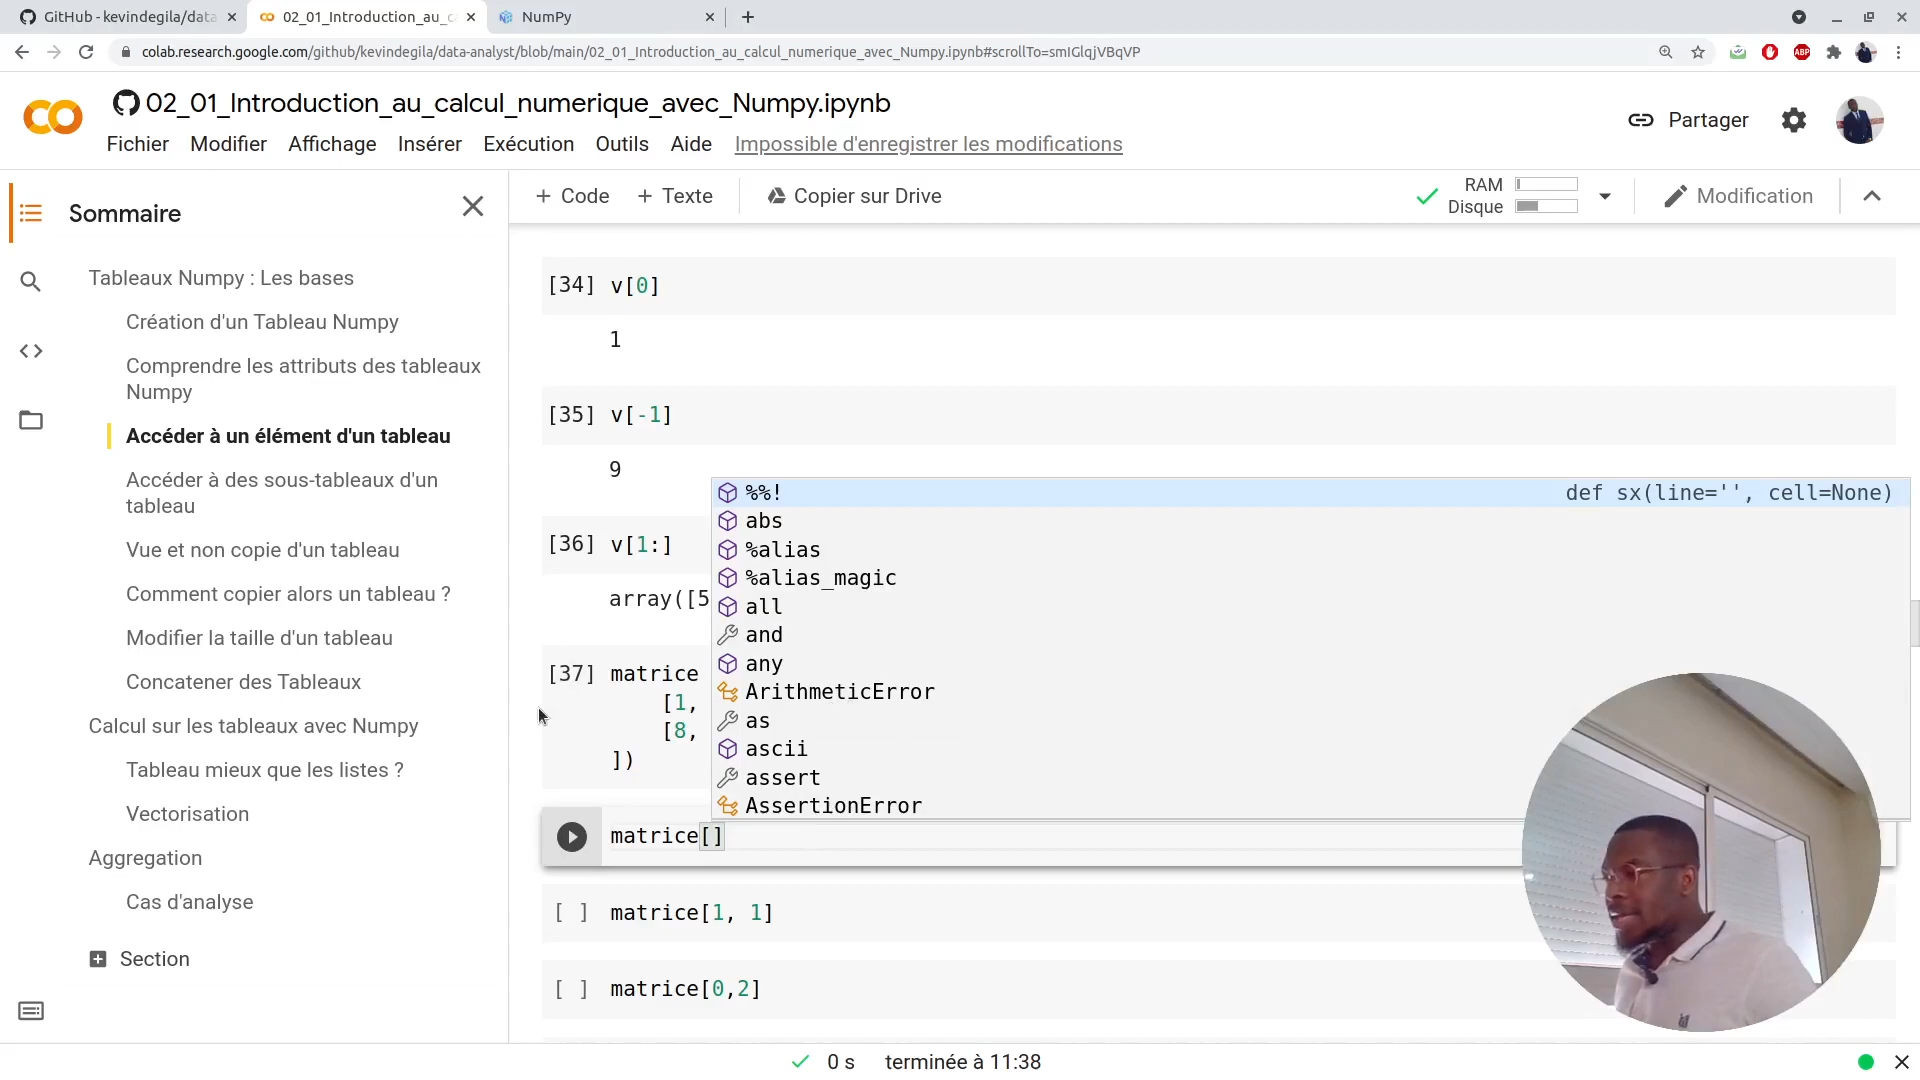 GitHub - kevindegila/data
02_01_Introduction_au_c
NumPy
colab.research.google.com/github/kevindegila/data-analyst/blob/main/02_01_Introduction_au_calcul_numerique_avec_Numpy.ipynb#scrollTo=smIGlqjVBqVP
ABP
02_01_Introduction_au_calcul_numerique_avec_Numpy.ipynb
Fichier Modifier Affichage Insérer Exécution Outils Aide Impossible d'enregistrer les modifications
Partager
Sommaire
+ Code + Texte Copier sur Drive
RAM
Disque
Modification
Tableaux Numpy : Les bases
Création d'un Tableau Numpy
Comprendre les attributs des tableaux
Numpy
Accéder à un élément d'un tableau
Accéder à des sous-tableaux d'un
tableau
Vue et non copie d'un tableau
Comment copier alors un tableau ?
Modifier la taille d'un tableau
Concatener des Tableaux
Calcul sur les tableaux avec Numpy
Tableau mieux que les listes ?
Vectorisation
Aggregation
Cas d'analyse
Section
[34] v[0]
1
[35] v[-1]
9
[36] v[1:]
array([5
[37] matrice
[1,
[8,
])
%%! def sx(line='', cell=None)
abs
%alias
%alias_magic
all
and
any
ArithmeticError
as
ascii
assert
AssertionError
matrice[]
[ ] matrice[1, 1]
[ ] matrice[0,2]
0 s terminée à 11:38